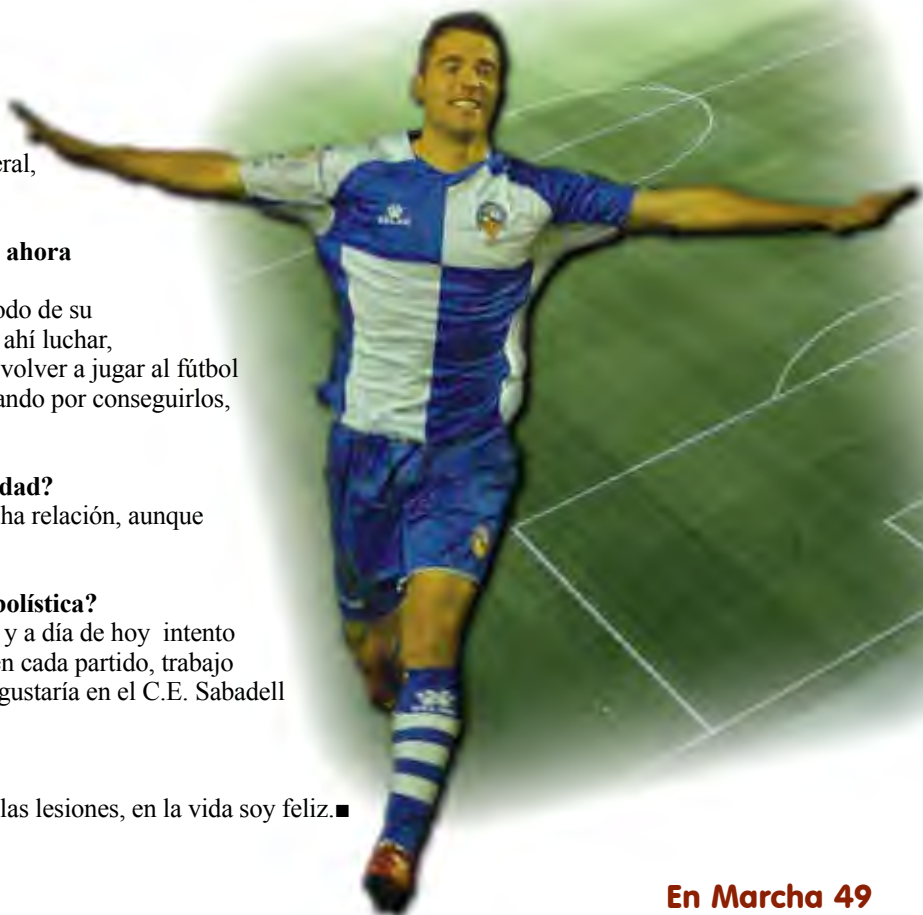 eral,
ahora
odo de su
ahí luchar,
volver a jugar al fútbol
ando por conseguirlos,
dad?
ha relación, aunque
olística?
y a día de hoy intento
en cada partido, trabajo
gustaría en el C.E. Sabadell
las lesiones, en la vida soy feliz.■
En Marcha 49